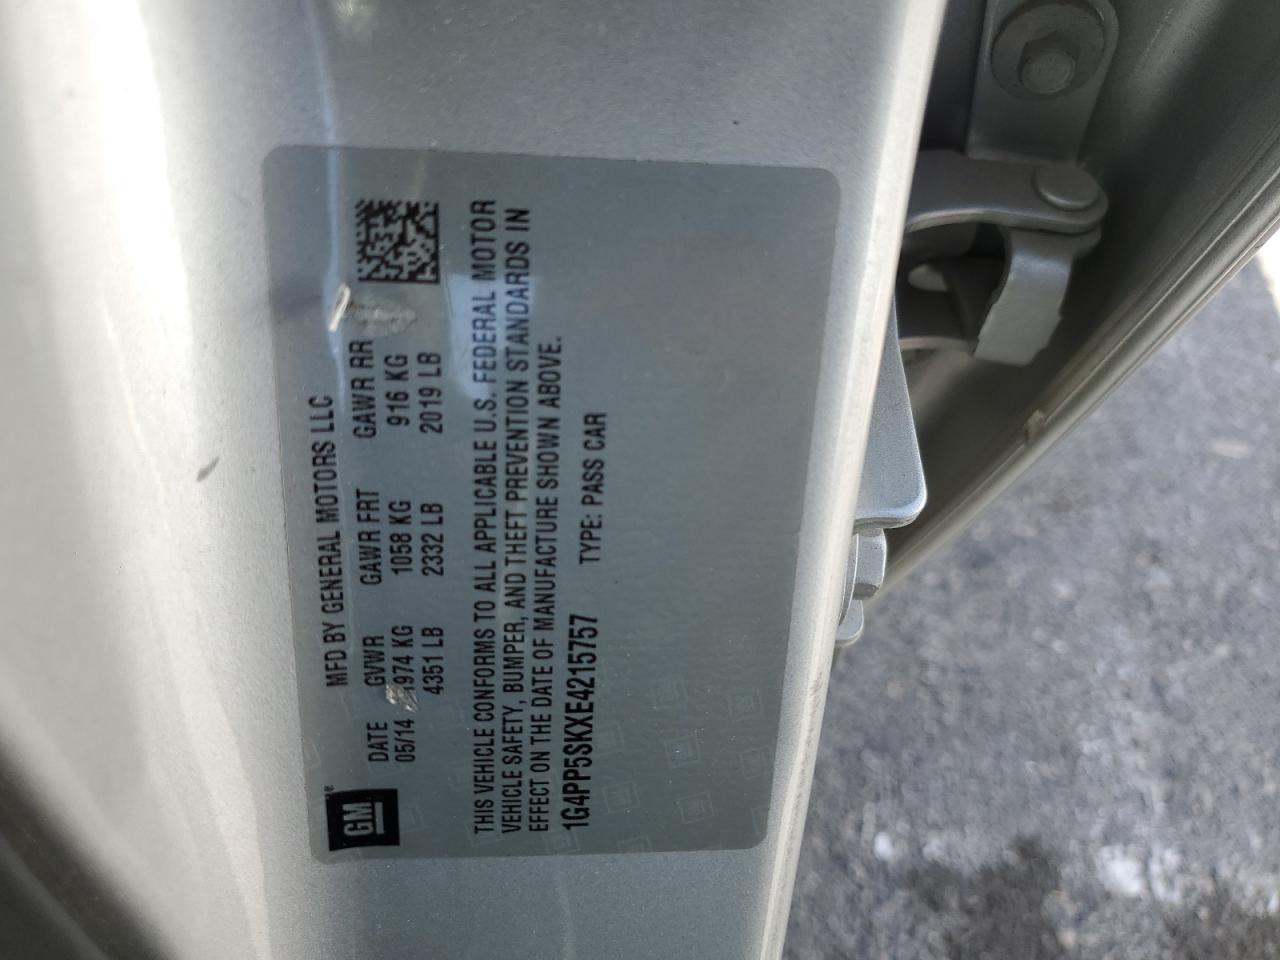 MFD BY GENERAL MOTORS LLC
DATE GVWR GAWR FRT GAWR RR
05/14 1974 KG 1058 KG 916 KG
4351 LB 2332 LB 2019 LB
GM
THIS VEHICLE CONFORMS TO ALL APPLICABLE U.S. FEDERAL MOTOR
VEHICLE SAFETY, BUMPER, AND THEFT PREVENTION STANDARDS IN
EFFECT ON THE DATE OF MANUFACTURE SHOWN ABOVE.
1G4PP5SKXE4215757 TYPE: PASS CAR